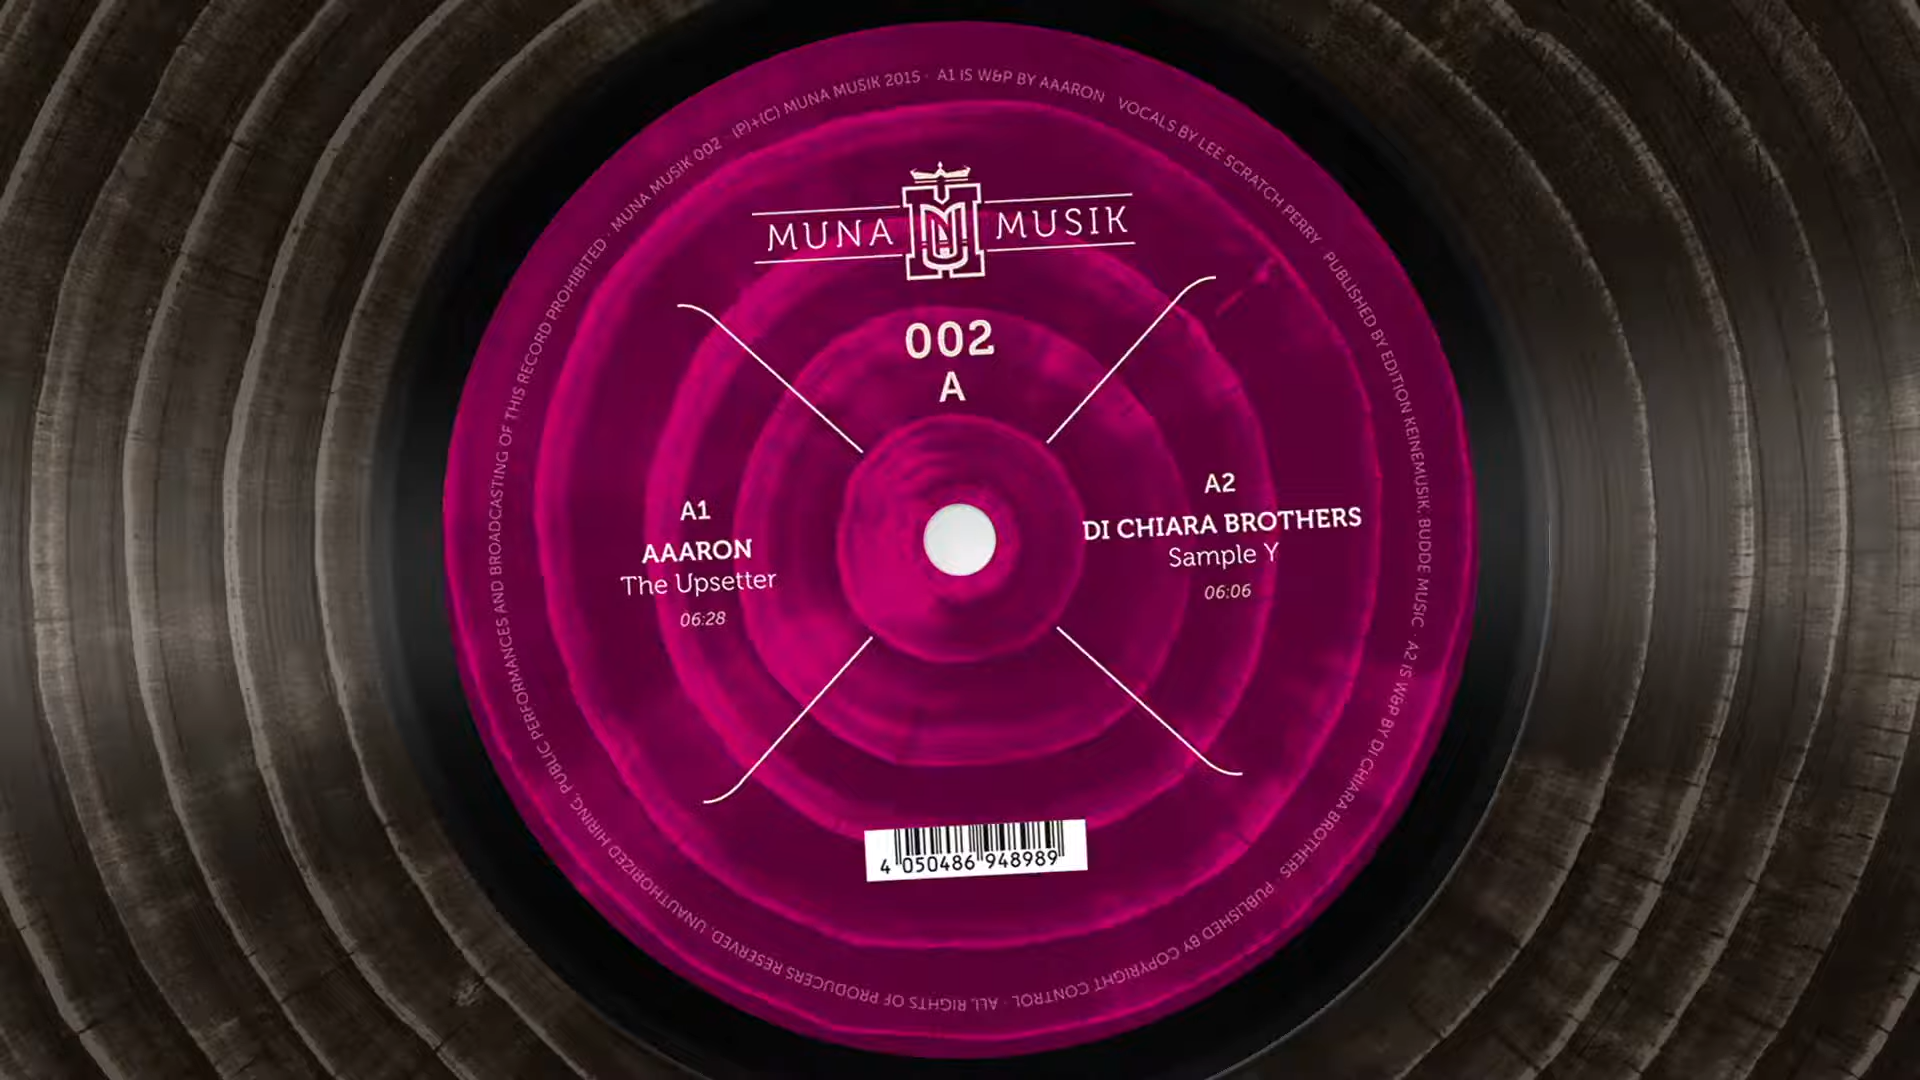 MUNA MUSIK
002
A
A1
AAARON
The Upsetter
06:28
A2
DI CHIARA BROTHERS
Sample Y
06:06
4 050486 948989
MUNA MUSIK 002 · (P)+(C) MUNA MUSIK 2015 · A1 IS W&P BY AAARON VOCALS BY LEE SCRATCH PERRY PUBLISHED BY EDITION KEINEMUSIK, BUDDE MUSIC · A2 IS W&P BY DI CHIARA BROTHERS · PUBLISHED BY COPYRIGHT CONTROL · ALL RIGHTS OF PRODUCERS RESERVED. UNAUTHORIZED HIRING, PUBLIC PERFORMANCES AND BROADCASTING OF THIS RECORD PROHIBITED ·